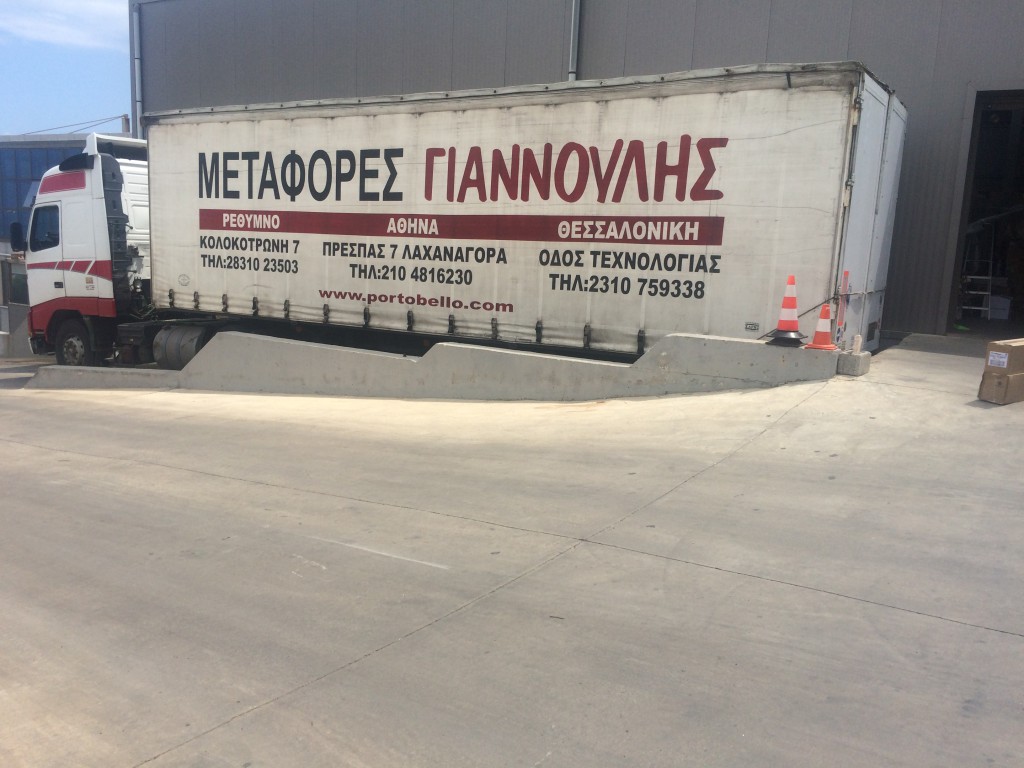 ΜΕΤΑΦΟΡΕΣ ΓΙΑΝΝΟΥΛΗΣ
ΡΕΘΥΜΝΟ ΑΘΗΝΑ ΘΕΣΣΑΛΟΝΙΚΗ
ΚΟΛΟΚΟΤΡΩΝΗ 7 ΠΡΕΣΠΑΣ 7 ΛΑΧΑΝΑΓΟΡΑ ΟΔΟΣ ΤΕΧΝΟΛΟΓΙΑΣ
ΤΗΛ:28310 23503 ΤΗΛ:210 4816230 ΤΗΛ:2310 759338
www.portobello.com